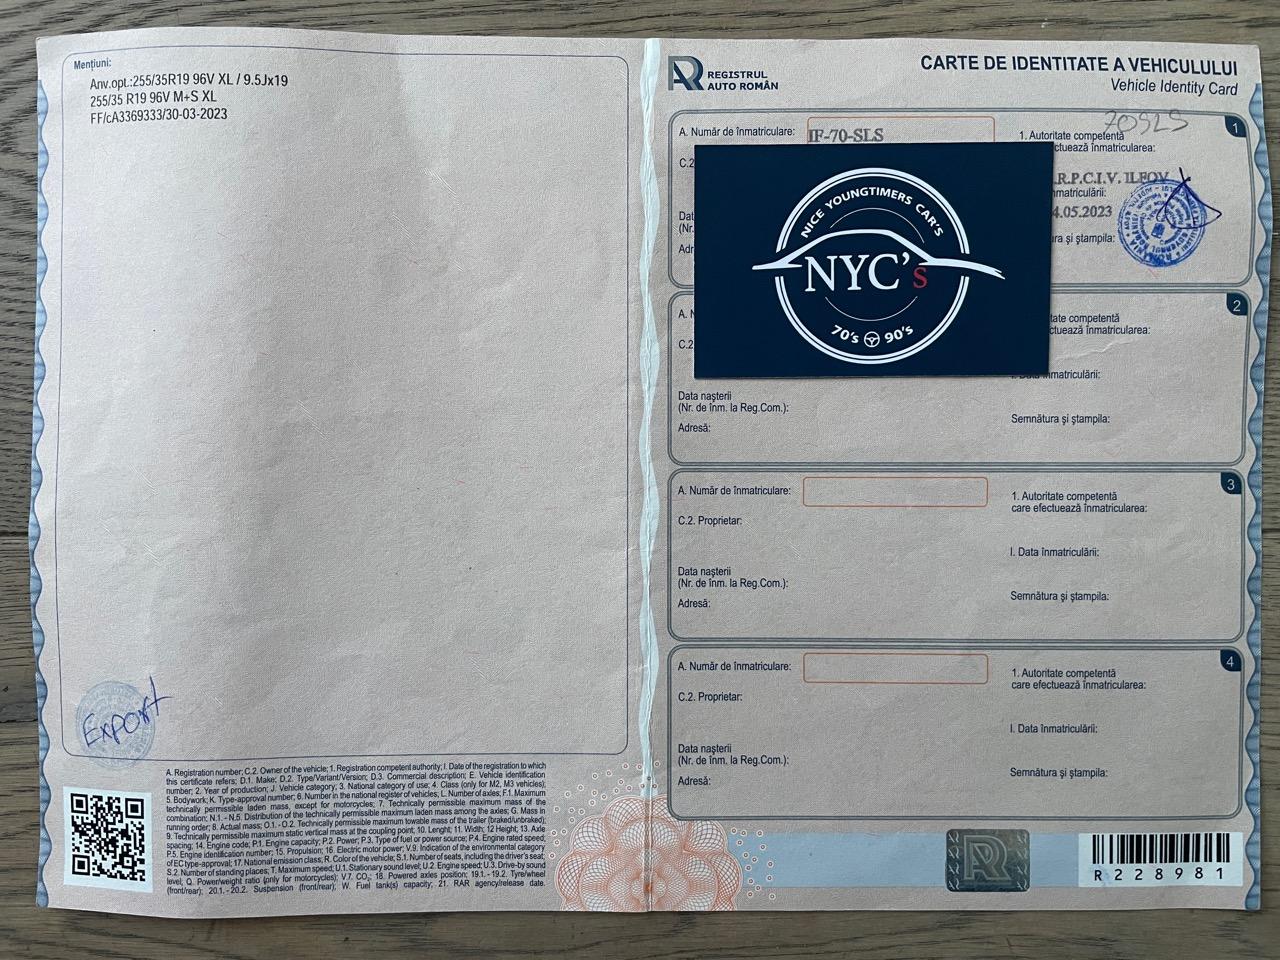 Mențiuni:
Anv.opt.:255/35R19 96V XL / 9.5Jx19
255/35 R19 96V M+S XL
FF/cA3369333/30-03-2023
Export
A. Registration number; C.2. Owner of the vehicle; 1. Registration competent authority; I. Date of the registration to which
this certificate refers; D.1. Make; D.2. Type/Variant/Version; D.3. Commercial description; E. Vehicle identification
number; 2. Year of production; J. Vehicle category; 3. National category of use; 4. Class (only for M2, M3 vehicles);
5. Bodywork; K. Type-approval number; 6. Number in the national register of vehicles, L. Number of axles; F.1. Maximum
technically permissible laden mass, except for motorcycles; 7. Technically permissible maximum mass of the
combination; N.1. - N.5. Distribution of the technically permissible maximum laden mass among the axles; G. Mass in
running order; 8. Actual mass; O.1. - O.2. Technically permissible maximum towable mass of the trailer (braked/unbraked);
9. Technically permissible maximum static vertical mass at the coupling point; 10. Lenght; 11. Width; 12 Height; 13. Axle
spacing; 14. Engine code; P.1. Engine capacity; P.2. Power; P.3. Type of fuel or power source; P.4. Engine rated speed;
P.5. Engine identification number; 15. Propulsion; 16. Electric motor power; V.9. Indication of the environmental category
of EC type-approval; 17. National emission class; R. Color of the vehicle; S.1. Number of seats, including the driver's seat;
S.2. Number of standing places; T. Maximum speed; U.1. Stationary sound level; U.2. Engine speed; U.3. Drive-by sound
level, Q. Power/weight ratio (only for motorcycles); V.7. CO₂; 18. Powered axles position; 19.1. - 19.2. Tyre/wheel
(front/rear); 20.1. - 20.2. Suspension (front/rear); W. Fuel tank(s) capacity; 21. RAR agency/release date.
REGISTRUL
AUTO ROMÂN
CARTE DE IDENTITATE A VEHICULULUI
Vehicle Identity Card
70SLS
1
A. Număr de înmatriculare: IF-70-SLS
1. Autoritate competentă
ctuează înmatricularea:
C.2
.R.P.C.I.V. ILFOV
nmatriculării:
Dat
4.05.2023
(Nr.
Adr
ra și ștampila:
NICE YOUNGTIMERS CAR'S
NYC's
70's 90's
2
A. N
tate competentă
ctuează înmatricularea:
C.2
I. Data înmatriculării:
Data nașterii
(Nr. de înm. la Reg.Com.):
Semnătura și ștampila:
Adresă:
3
A. Număr de înmatriculare:
1. Autoritate competentă
care efectuează înmatricularea:
C.2. Proprietar:
I. Data înmatriculării:
Data nașterii
(Nr. de înm. la Reg.Com.):
Semnătura și ștampila:
Adresă:
4
A. Număr de înmatriculare:
1. Autoritate competentă
care efectuează înmatricularea:
C.2. Proprietar:
I. Data înmatriculării:
Data nașterii
(Nr. de înm. la Reg.Com.):
Semnătura și ștampila:
Adresă:
R228981